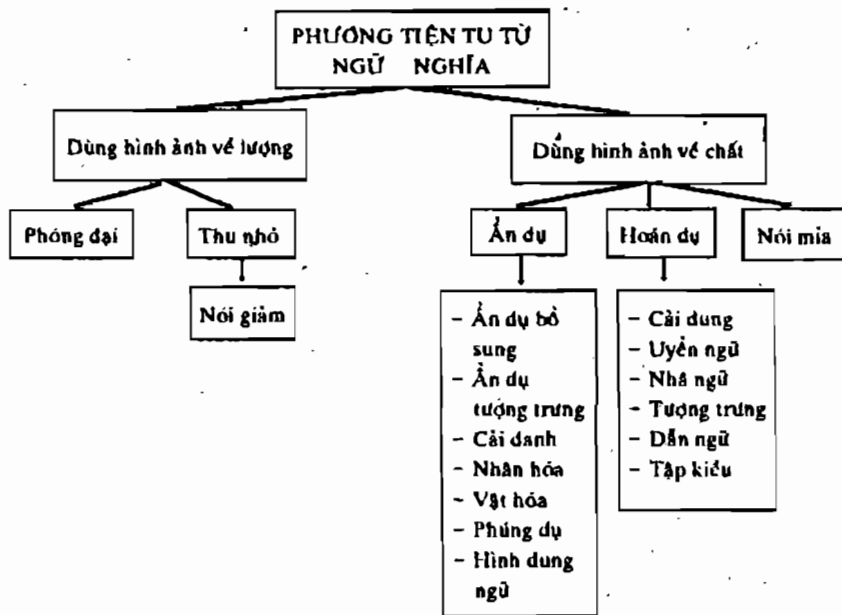 PHƯƠNG TIỆN TU TỪ
NGỮ NGHĨA
Dùng hình ảnh về lượng
Dùng hình ảnh về chất
Phóng đại
Thu nhỏ
Ẩn dụ
Hoán dụ
Nói mỉa
Nói giảm
- Ẩn dụ bổ
sung
- Ẩn dụ
tượng trưng
- Cải danh
- Nhân hóa
- Vật hóa
- Phúng dụ
- Hình dung
ngữ
- Cải dung
- Uyển ngữ
- Nhã ngữ
- Tượng trưng
- Dẫn ngữ
- Tập kiều